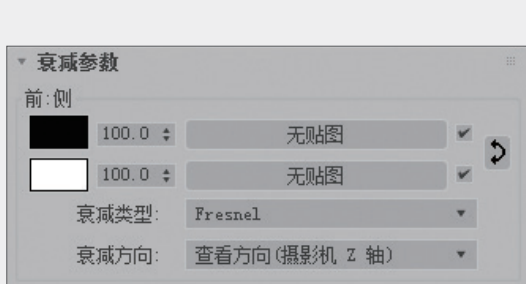 衰减参数
前:侧
100.0 无贴图
100.0 无贴图
衰减类型: Fresnel
衰减方向: 查看方向(摄影机 Z 轴)